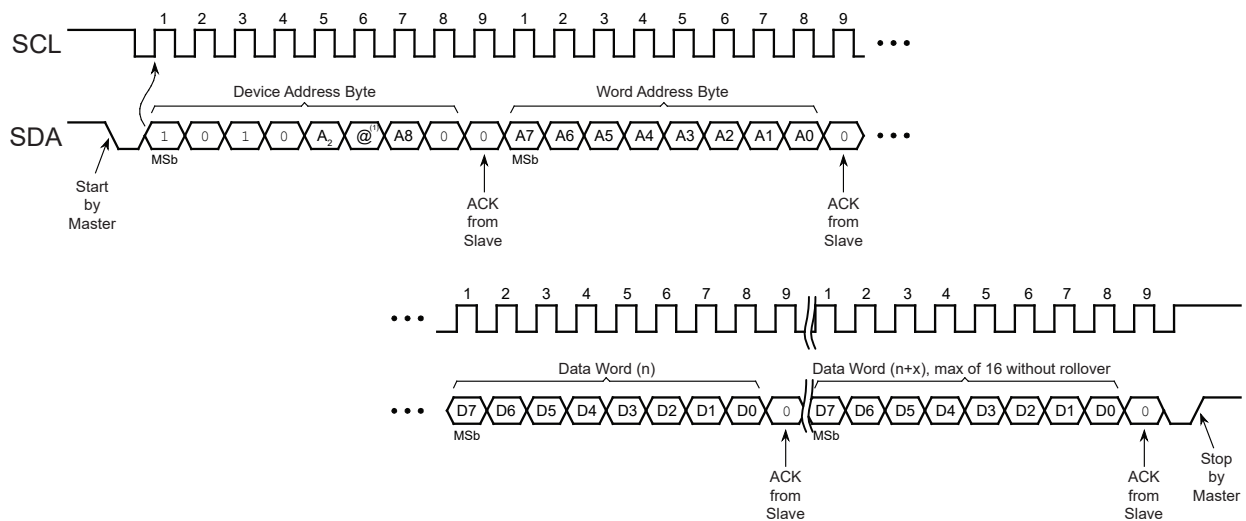 1 2 3 4 5 6 7 8 9 1 2 3 4 5 6 7 8 9
SCL
Device Address Byte Word Address Byte
SDA 1 0 1 0 A2 @(1) A8 0 0 A7 A6 A5 A4 A3 A2 A1 A0 0
MSb MSb
Start
by
Master
ACK
from
Slave
ACK
from
Slave
1 2 3 4 5 6 7 8 9 1 2 3 4 5 6 7 8 9
Data Word (n) Data Word (n+x), max of 16 without rollover
D7 D6 D5 D4 D3 D2 D1 D0 0 D7 D6 D5 D4 D3 D2 D1 D0 0
MSb MSb
ACK
from
Slave
ACK
from
Slave
Stop
by
Master